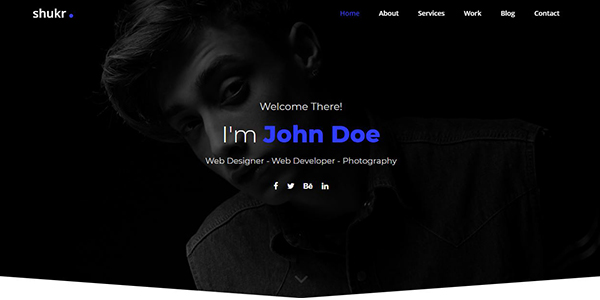 shukr.
Home About Services Work Blog Contact
Welcome There!
I'm John Doe
Web Designer - Web Developer - Photography
f Bē in